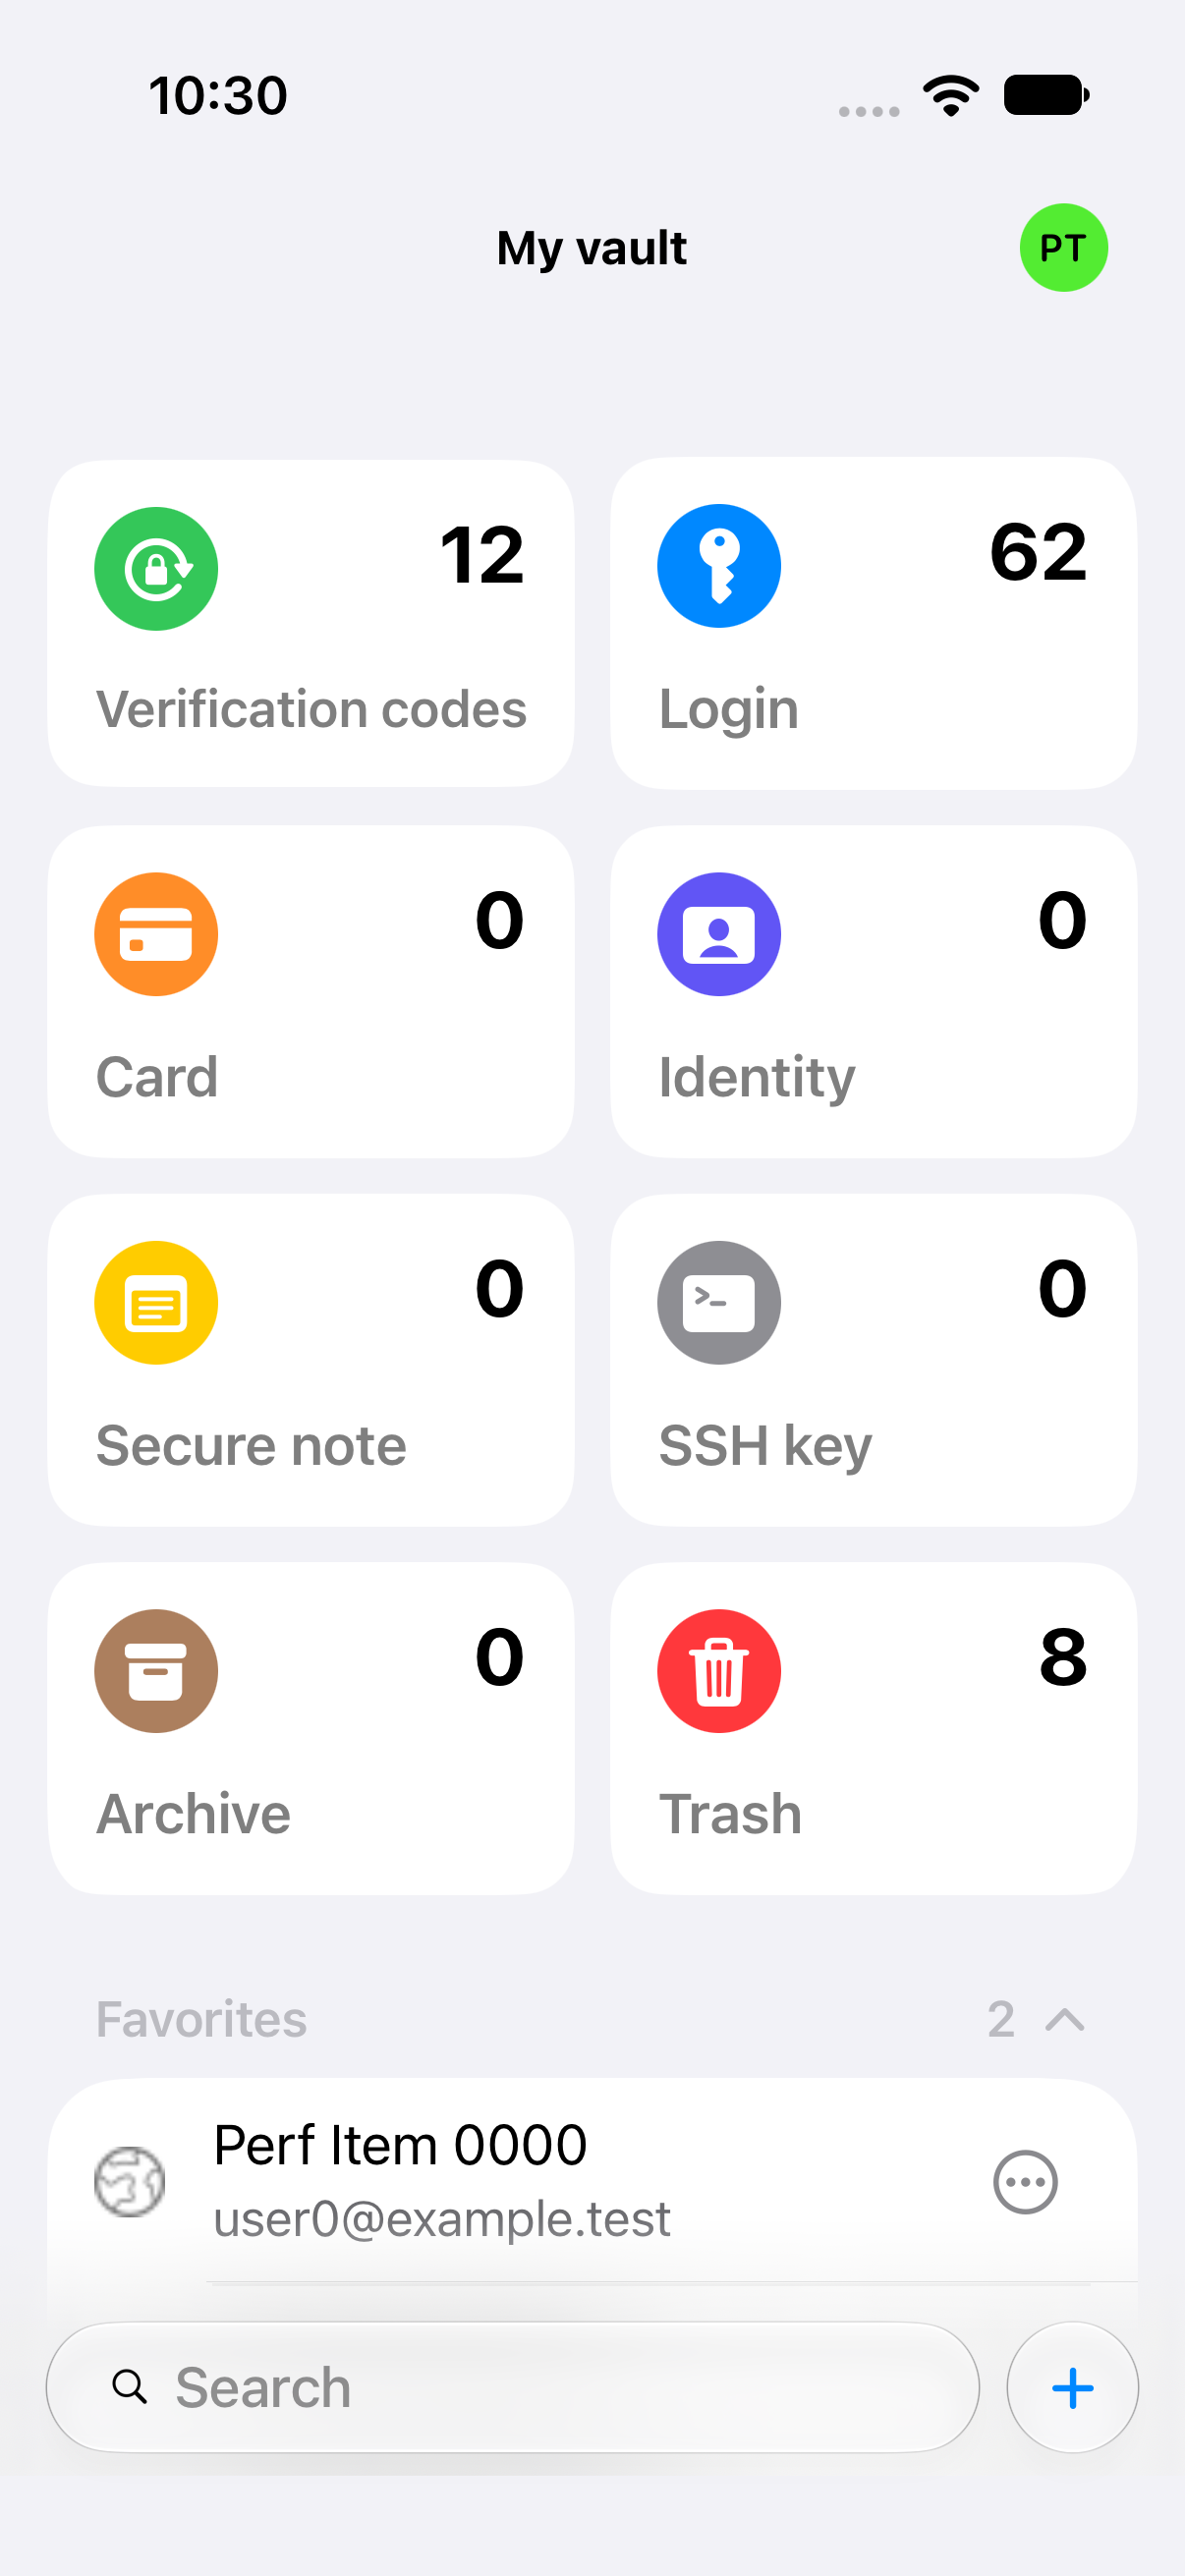 10:30
My vault
PT
12
Verification codes
62
Login
0
Card
0
Identity
0
Secure note
0
SSH key
0
Archive
8
Trash
Favorites
2
Perf Item 0000
user0@example.test
Search